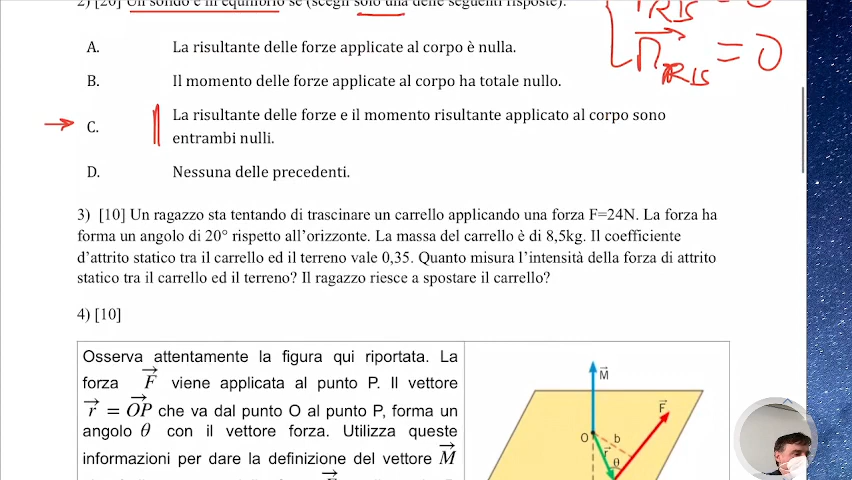 2) [20] Un solido è in equilibrio se (scegli solo una delle seguenti risposte):
RIS = 0
A. La risultante delle forze applicate al corpo è nulla.
M RIS = 0
B. Il momento delle forze applicate al corpo ha totale nullo.
C. La risultante delle forze e il momento risultante applicato al corpo sono
entrambi nulli.
D. Nessuna delle precedenti.
3) [10] Un ragazzo sta tentando di trascinare un carrello applicando una forza F=24N. La forza ha
forma un angolo di 20° rispetto all’orizzonte. La massa del carrello è di 8,5kg. Il coefficiente
d’attrito statico tra il carrello ed il terreno vale 0,35. Quanto misura l’intensità della forza di attrito
statico tra il carrello ed il terreno? Il ragazzo riesce a spostare il carrello?
4) [10]
Osserva attentamente la figura qui riportata. La
forza F viene applicata al punto P. Il vettore
r = OP che va dal punto O al punto P, forma un
angolo θ con il vettore forza. Utilizza queste
informazioni per dare la definizione del vettore M
M
F
O
b
r
θ